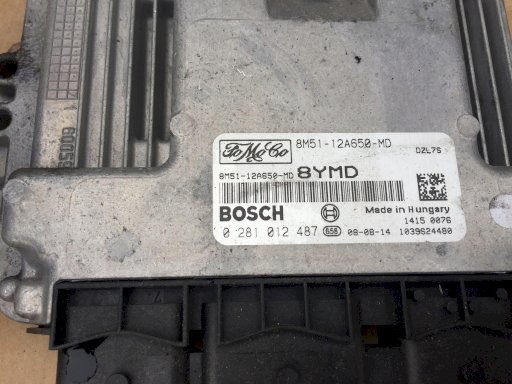 FoMoCo 8M51-12A650-MD DZL7S
8M51-12A650-MD 8YMD
BOSCH Made in Hungary
1415 0076
0 281 012 487 658 08-08-14 1039S24480